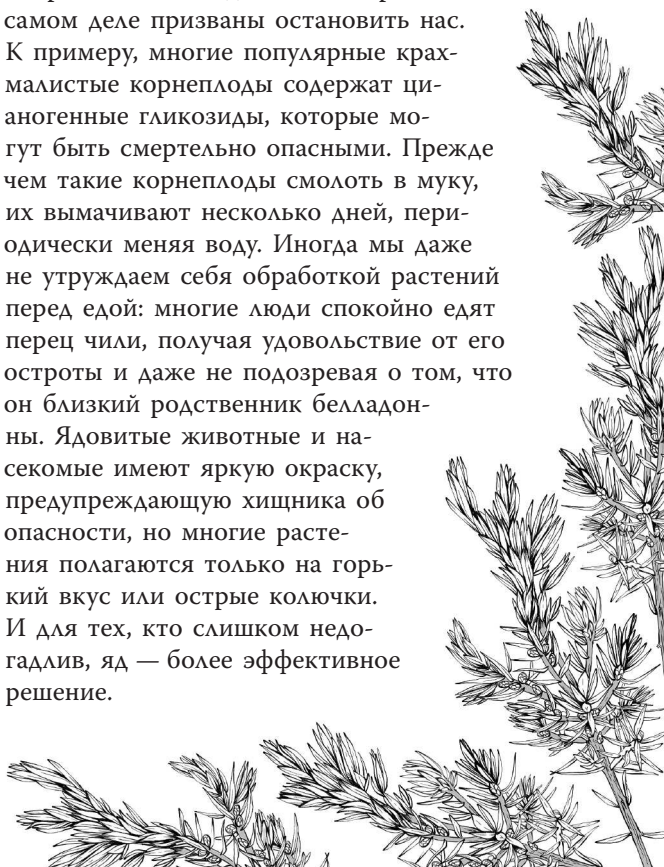 самом деле призваны остановить нас.
К примеру, многие популярные крах-
малистые корнеплоды содержат ци-
аногенные гликозиды, которые мо-
гут быть смертельно опасными. Прежде
чем такие корнеплоды смолоть в муку,
их вымачивают несколько дней, пери-
одически меняя воду. Иногда мы даже
не утруждаем себя обработкой растений
перед едой: многие люди спокойно едят
перец чили, получая удовольствие от его
остроты и даже не подозревая о том, что
он близкий родственник белладон-
ны. Ядовитые животные и на-
секомые имеют яркую окраску,
предупреждающую хищника об
опасности, но многие расте-
ния полагаются только на горь-
кий вкус или острые колючки.
И для тех, кто слишком недо-
гадлив, яд — более эффективное
решение.